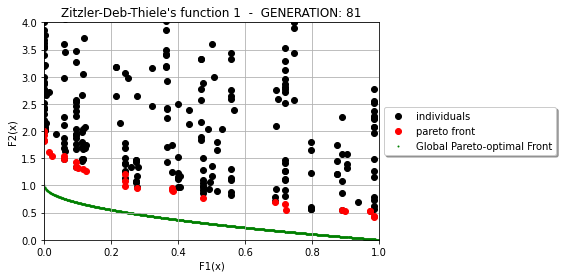 Zitzler-Deb-Thiele's function 1 - GENERATION: 81
4.0
3.5
3.0
2.5
2.0
1.5
1.0
0.5
0.0
F2(x)
0.0 0.2 0.4 0.6 0.8 1.0
F1(x)
individuals
pareto front
Global Pareto-optimal Front